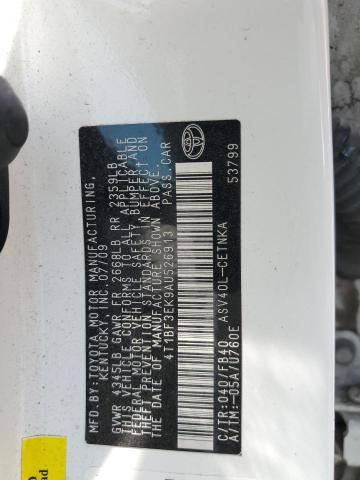 MFD.BY:TOYOTA MOTOR MANUFACTURING,
KENTUCKY, INC. 07/09
GVWR 4345LB GAWR FR 2668LB RR 2359LB
THIS VEHICLE CONFORMS TO ALL APPLICABLE
FEDERAL MOTOR VEHICLE SAFETY, BUMPER, AND
THEFT PREVENTION STANDARDS IN EFFECT ON
THE DATE OF MANUFACTURE SHOWN ABOVE.
4T1BF3EK9AU526913 PASS.CAR
C/TR:040/FB40 ASV40L-CETNKA
A/TM:-05A/U760E 53799